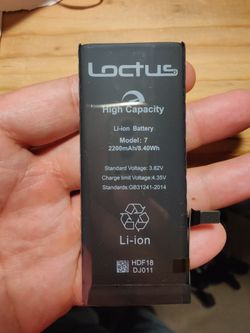 Loctus
High Capacity
Li-ion Battery
Model: 7
2200mAh/8.40Wh
Standard Voltage: 3.82V
Charge limit Voltage:4.35V
Standards:GB31241-2014
Li-ion
HDF18
DJ011